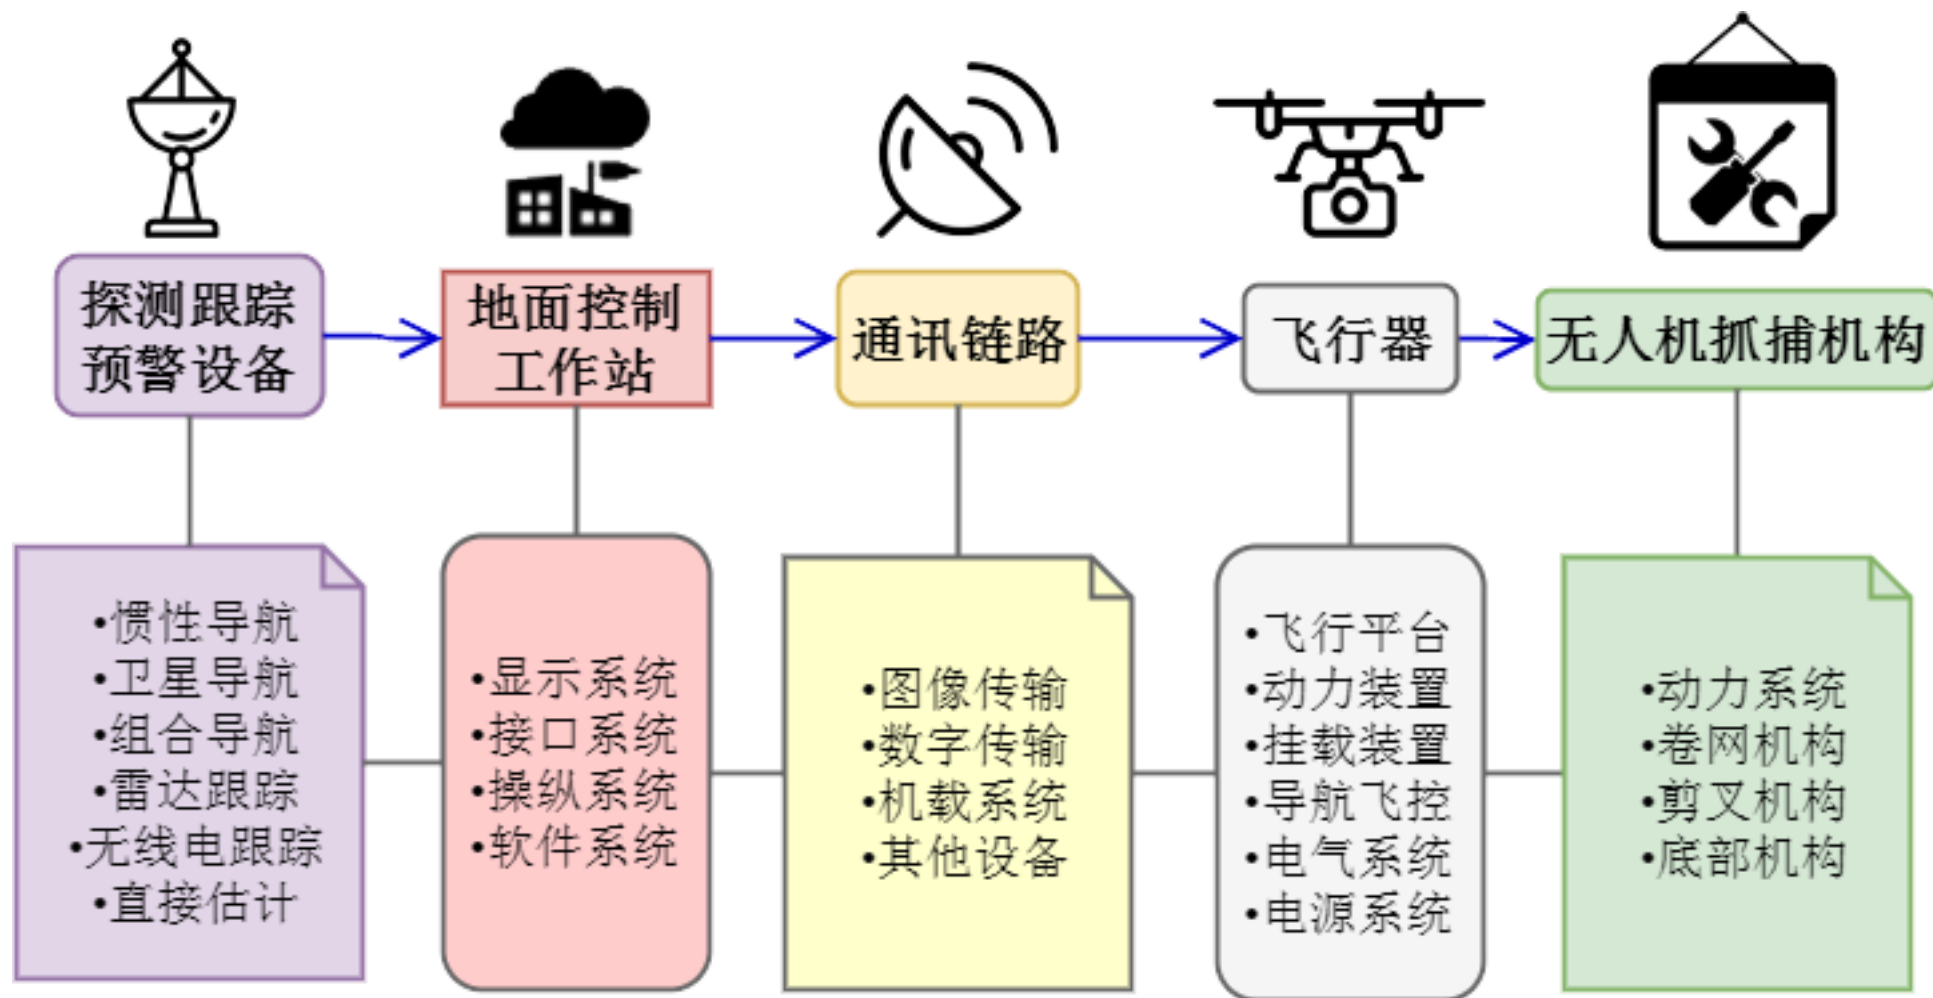 探测跟踪
预警设备
地面控制
工作站
通讯链路
飞行器
无人机抓捕机构
•惯性导航
•卫星导航
•组合导航
•雷达跟踪
•无线电跟踪
•直接估计
•显示系统
•接口系统
•操纵系统
•软件系统
•图像传输
•数字传输
•机载系统
•其他设备
•飞行平台
•动力装置
•挂载装置
•导航飞控
•电气系统
•电源系统
•动力系统
•卷网机构
•剪叉机构
•底部机构